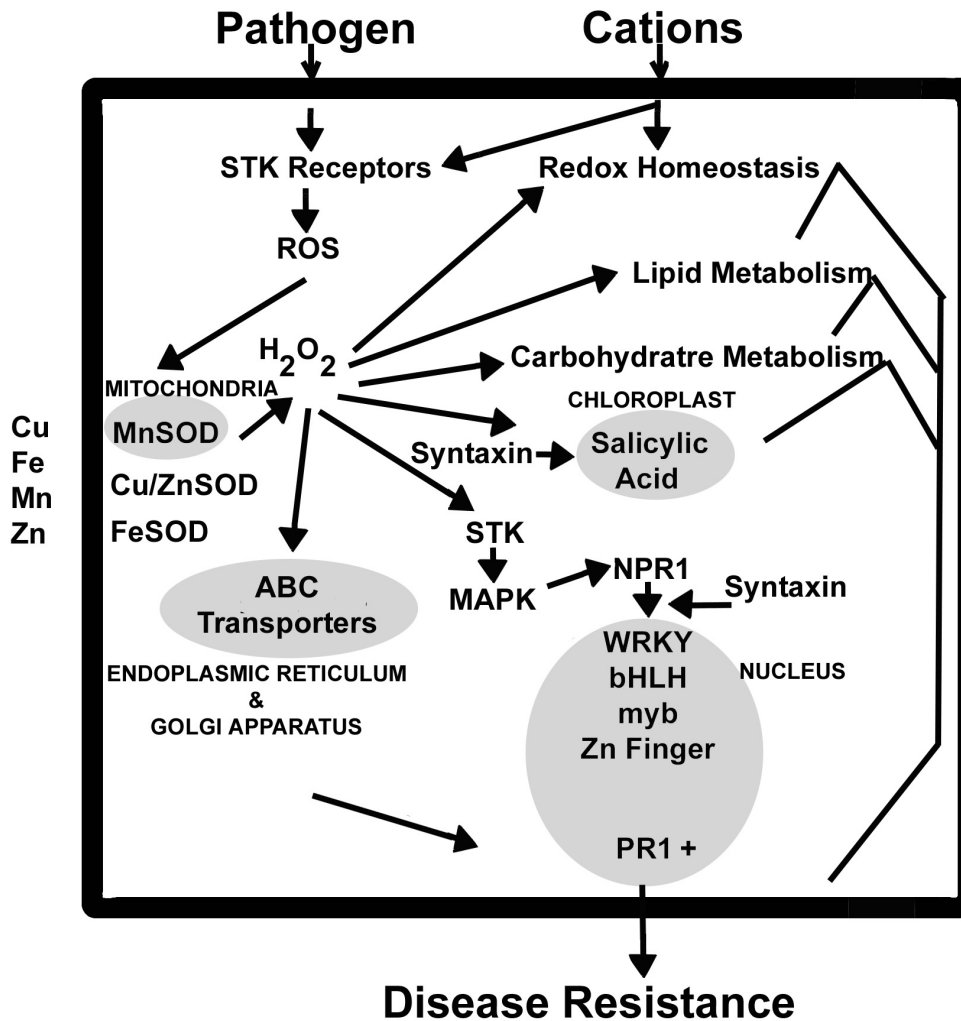 Pathogen
Cations
STK Receptors
Redox Homeostasis
ROS
Lipid Metabolism
H2O2
Carbohydratre Metabolism
MITOCHONDRIA
CHLOROPLAST
Cu
MnSOD
Salicylic
Syntaxin
Fe
Acid
Cu/ZnSOD
Mn
Zn
FeSOD
STK
NPR1
ABC
Syntaxin
MAPK
Transporters
WRKY
ENDOPLASMIC RETICULUM
NUCLEUS
bHLH
&
myb
GOLGI APPARATUS
Zn Finger
PR1 +
Disease Resistance